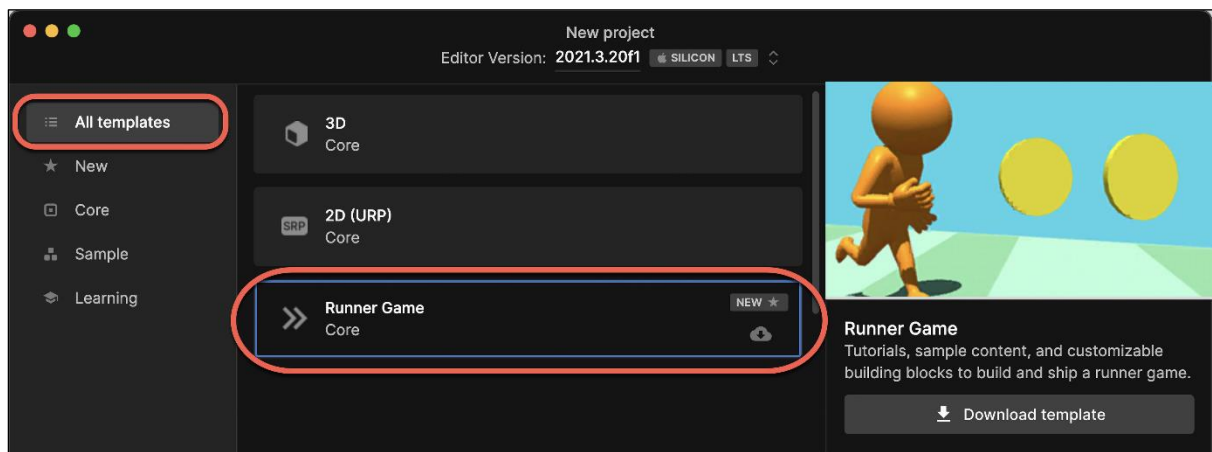 New project
Editor Version: 2021.3.20f1 SILICON LTS
All templates
New
Core
Sample
Learning
3D
Core
SRP
2D (URP)
Core
Runner Game
Core
NEW
Runner Game
Tutorials, sample content, and customizable
building blocks to build and ship a runner game.
Download template